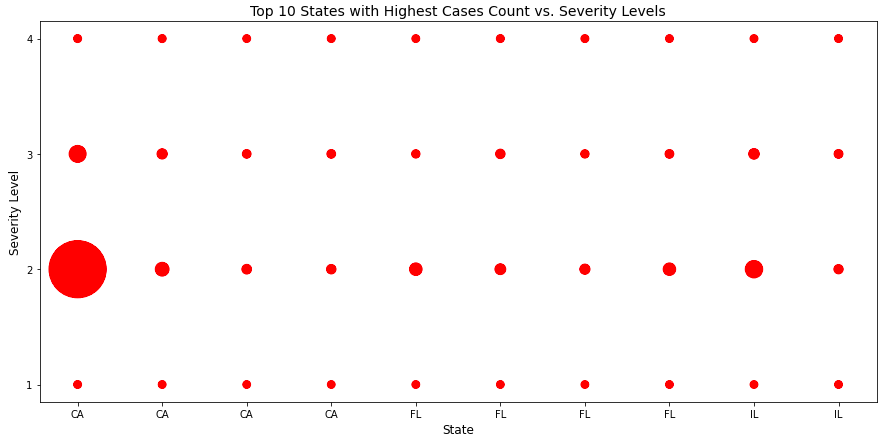 Top 10 States with Highest Cases Count vs. Severity Levels
4
3
2
1
Severity Level
CA CA CA CA FL FL FL FL IL IL
State